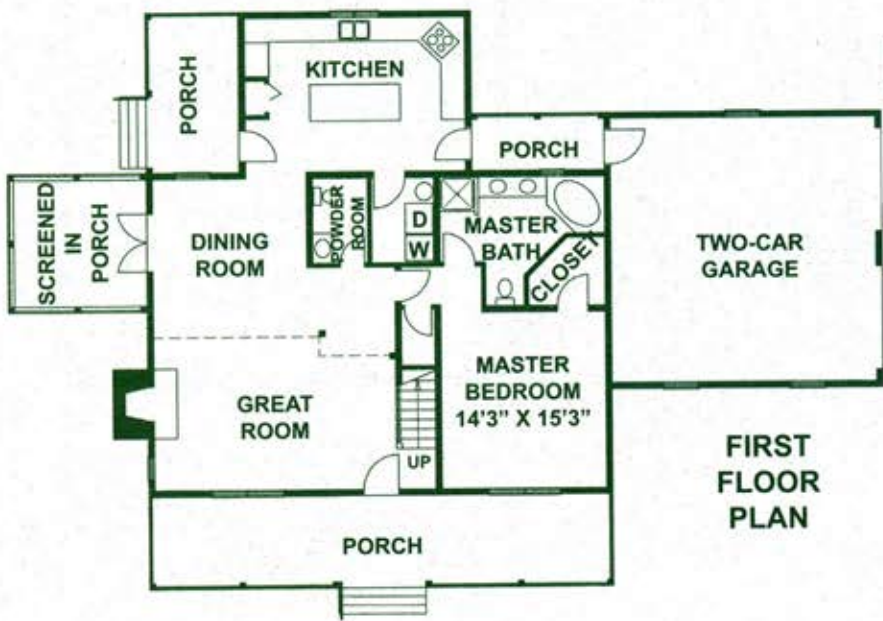 KITCHEN
PORCH
PORCH
SCREENED
IN
PORCH
DINING
ROOM
POWDER
ROOM
D
W
MASTER
BATH
CLOSET
TWO-CAR
GARAGE
MASTER
BEDROOM
14'3” X 15'3”
GREAT
ROOM
UP
FIRST
FLOOR
PLAN
PORCH